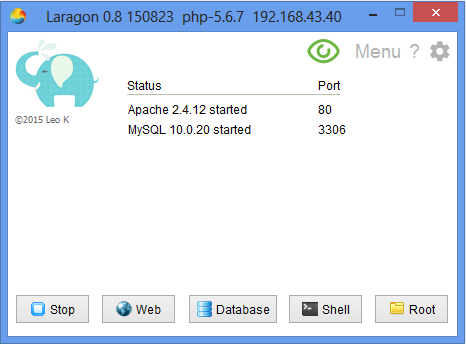 Laragon 0.8 150823 php-5.6.7 192.168.43.40
Menu ?
Status Port
Apache 2.4.12 started 80
MySQL 10.0.20 started 3306
©2015 Leo K
Stop Web Database Shell Root